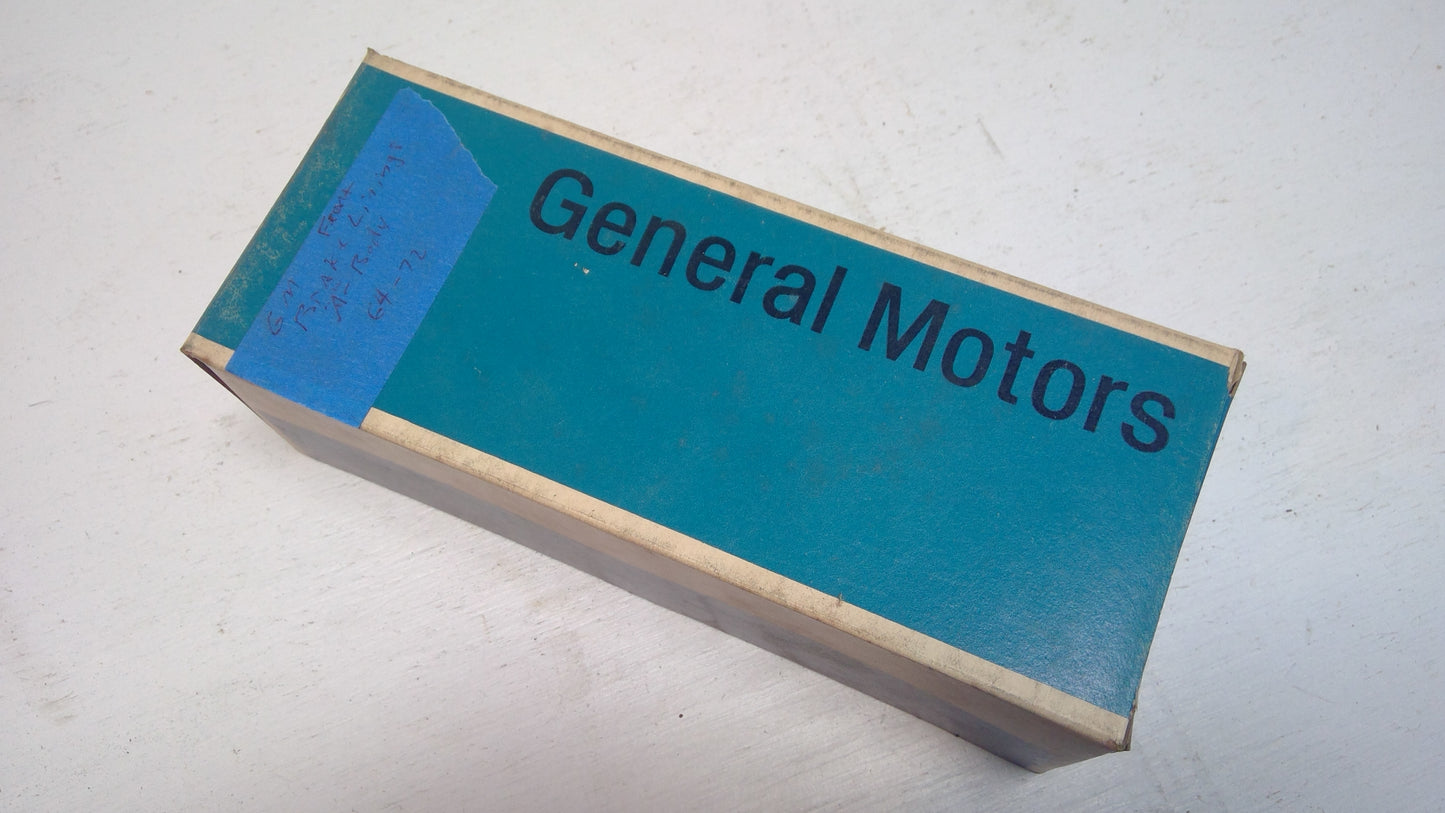 General Motors
GM Front
Brake Linings
A-Body
64-72